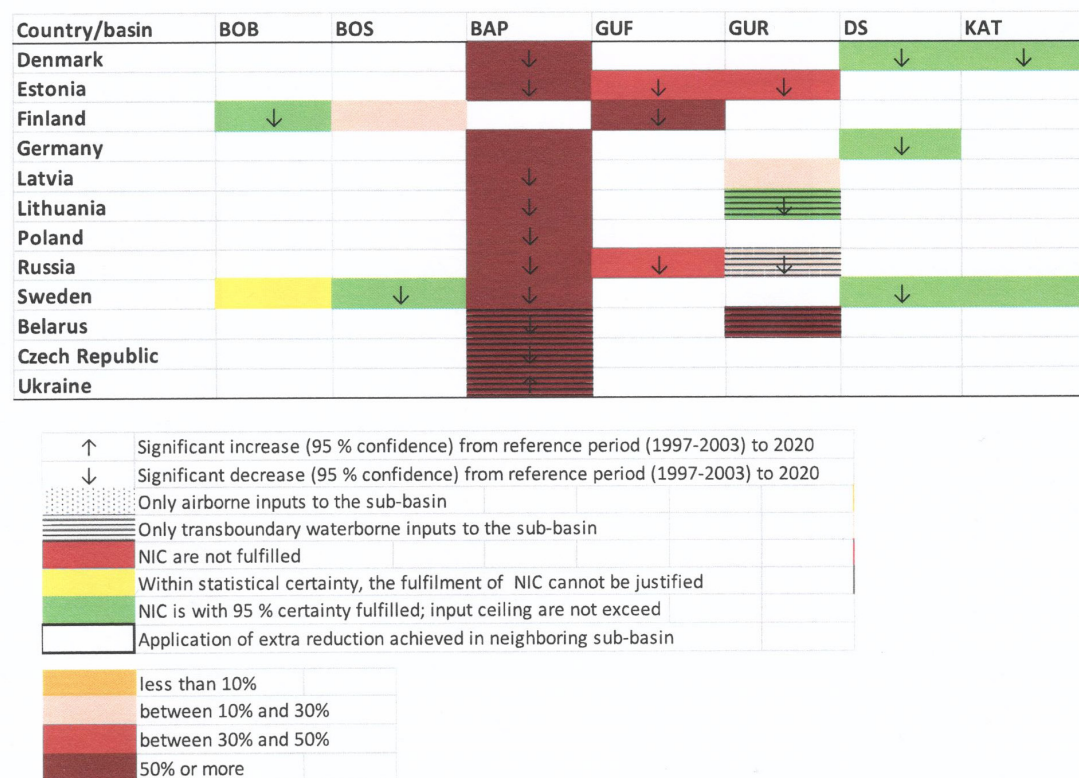 Country/basin BOB BOS BAP GUF GUR DS KAT
Denmark ↓ ↓ ↓
Estonia ↓ ↓ ↓
Finland ↓ ↓
Germany ↓
Latvia ↓
Lithuania ↓ ↓
Poland ↓
Russia ↓ ↓ ↓
Sweden ↓ ↓ ↓
Belarus ↓
Czech Republic ↓
Ukraine ↑
↑ Significant increase (95 % confidence) from reference period (1997-2003) to 2020
↓ Significant decrease (95 % confidence) from reference period (1997-2003) to 2020
Only airborne inputs to the sub-basin
Only transboundary waterborne inputs to the sub-basin
NIC are not fulfilled
Within statistical certainty, the fulfilment of NIC cannot be justified
NIC is with 95 % certainty fulfilled; input ceiling are not exceed
Application of extra reduction achieved in neighboring sub-basin
less than 10%
between 10% and 30%
between 30% and 50%
50% or more